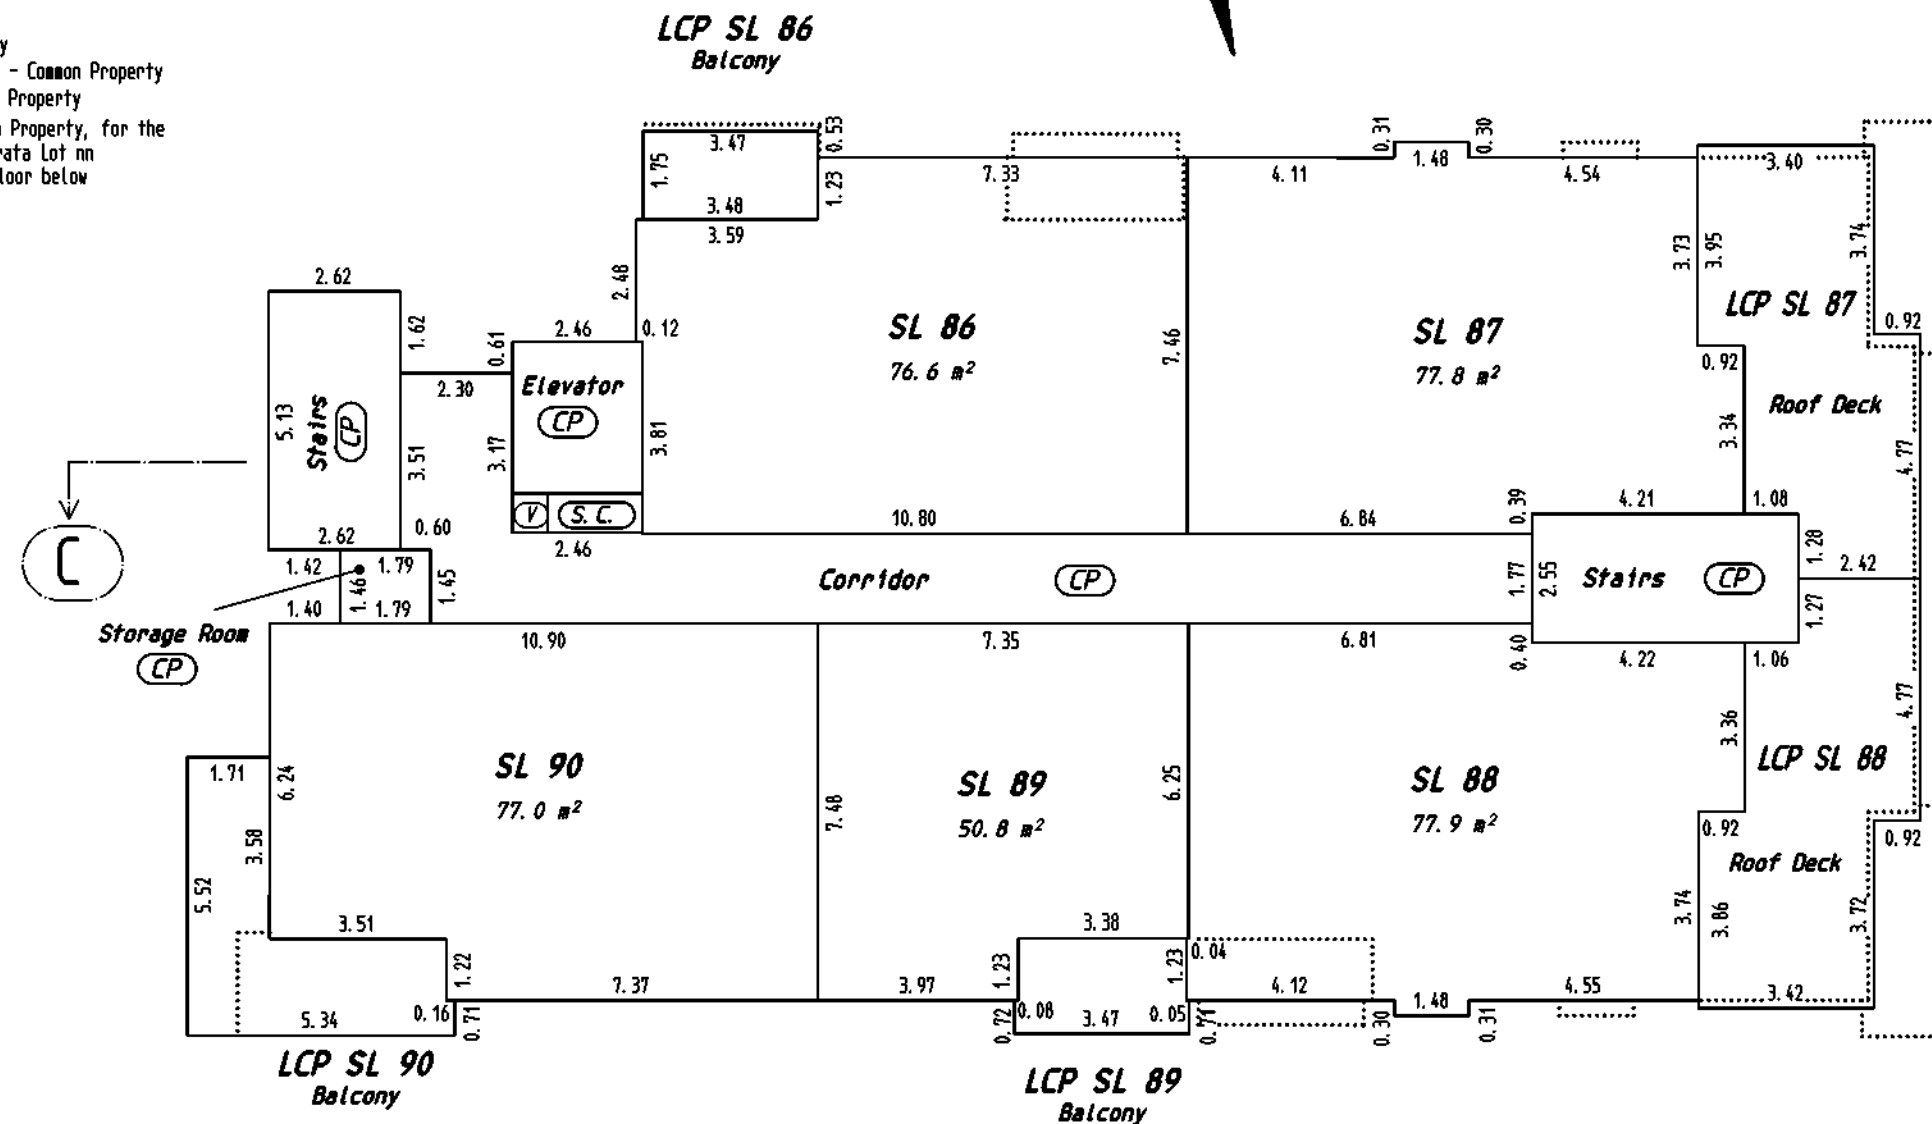 LCP SL 86
Balcony
y
- Common Property
Property
Property, for the
rata Lot nn
loor below
3.47
0.53
1.75
1.23
3.48
3.59
7.33
4.11
0.31
1.48
0.30
4.54
3.40
2.62
1.62
0.61
2.46
2.48
0.12
SL 86
76.6 m²
7.46
SL 87
77.8 m²
3.73
3.95
3.74
LCP SL 87
0.92
0.92
Roof Deck
3.34
4.77
5.13
Stairs
CP
2.30
3.51
Elevator
CP
3.17
3.81
V
S.C.
2.46
10.80
6.84
0.39
4.21
1.08
C
2.62
0.60
1.42
1.79
1.46
1.45
1.40
1.79
Storage Room
CP
Corridor
CP
1.77
2.55
Stairs
CP
1.28
2.42
1.27
10.90
7.35
6.81
0.40
4.22
1.06
1.71
6.24
SL 90
77.0 m²
7.48
SL 89
50.8 m²
6.25
SL 88
77.9 m²
3.36
4.77
LCP SL 88
0.92
0.92
Roof Deck
3.58
5.52
3.51
1.22
7.37
3.97
1.23
3.38
1.23
0.04
4.12
1.48
4.55
3.74
3.86
3.72
3.42
5.34
0.16
0.71
0.72
0.08
3.47
0.05
0.71
0.30
0.31
LCP SL 90
Balcony
LCP SL 89
Balcony